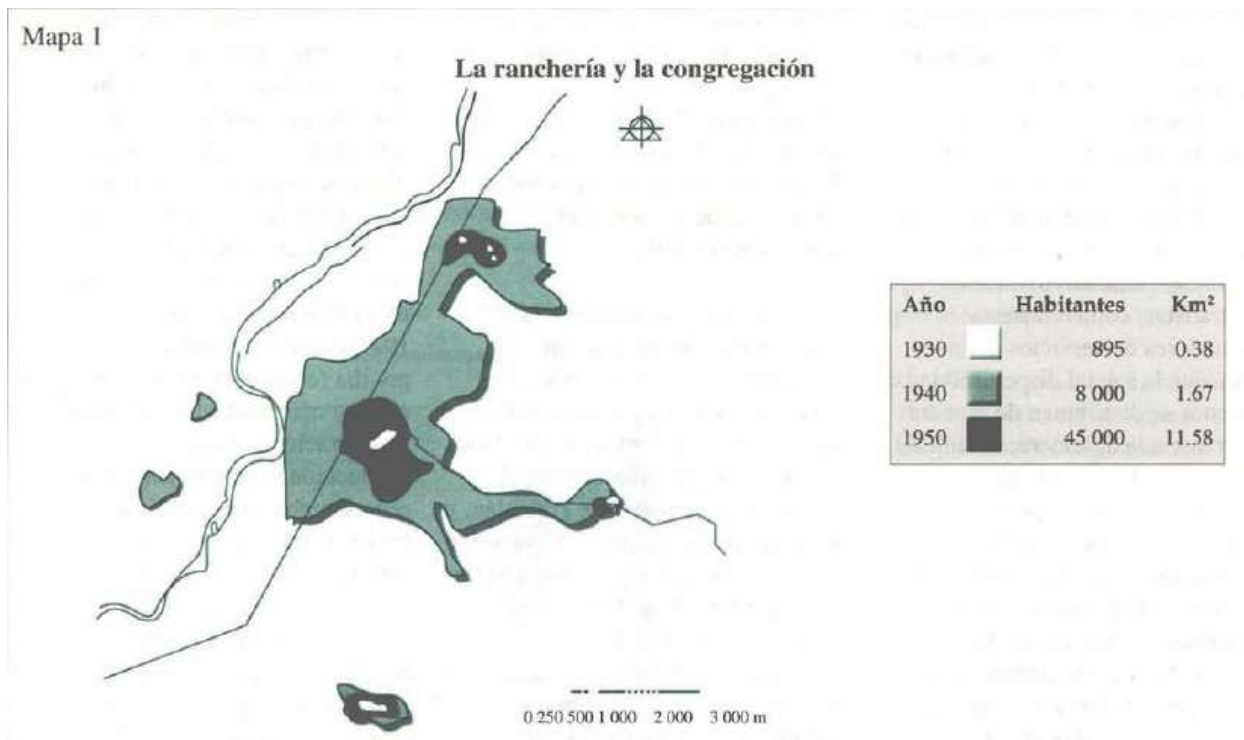 Mapa 1
La ranchería y la congregación
Año Habitantes Km²
1930 895 0.38
1940 8 000 1.67
1950 45 000 11.58
0 250 500 1 000 2 000 3 000 m